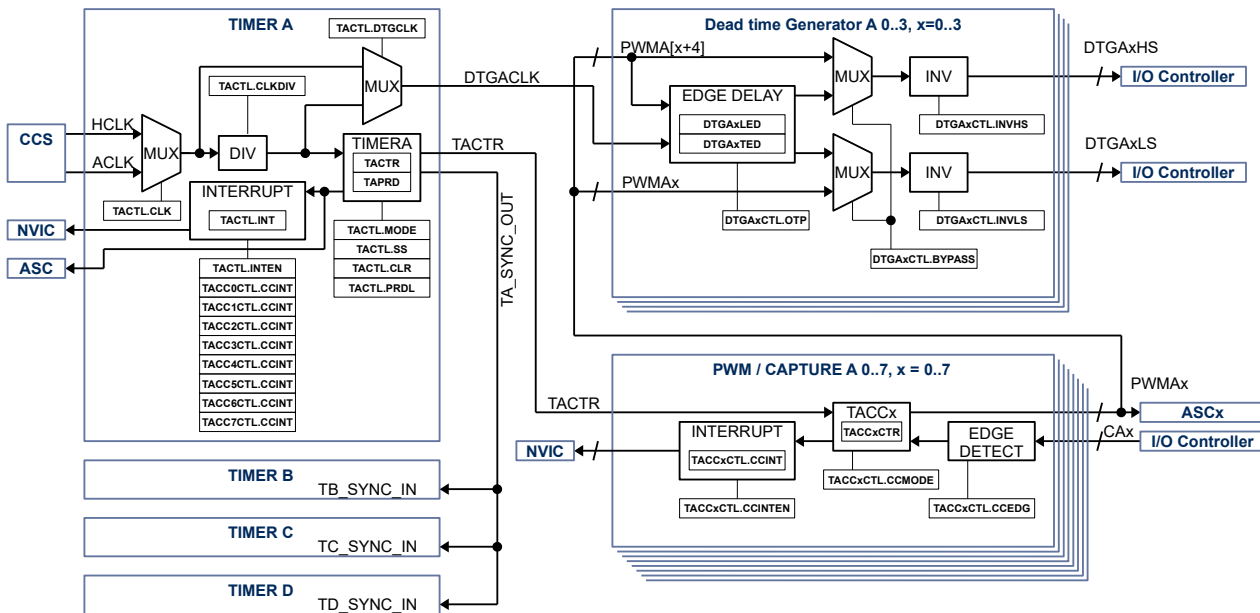 TIMER A
TACTL.DTGCLK
MUX
TACTL.CLKDIV
CCS
HCLK
ACLK
MUX
DIV
TIMERA
TACTR
TAPRD
INTERRUPT
TACTL.INT
TACTL.CLK
NVIC
ASC
TACTL.MODE
TACTL.SS
TACTL.CLR
TACTL.PRDL
TACTL.INTEN
TACC0CTL.CCINT
TACC1CTL.CCINT
TACC2CTL.CCINT
TACC3CTL.CCINT
TACC4CTL.CCINT
TACC5CTL.CCINT
TACC6CTL.CCINT
TACC7CTL.CCINT
DTGACLK
TACTR
TA_SYNC_OUT
Dead time Generator A 0..3, x=0..3
PWMA[x+4]
EDGE DELAY
DTGAxLED
DTGAxTED
PWMAx
DTGAxCTL.OTP
MUX
MUX
INV
DTGAxCTL.INVHS
INV
DTGAxCTL.INVLS
DTGAxCTL.BYPASS
DTGAxHS
I/O Controller
DTGAxLS
I/O Controller
PWM / CAPTURE A 0..7, x = 0..7
TACTR
TACCx
TACCxCTR
INTERRUPT
TACCxCTL.CCINT
NVIC
EDGE
DETECT
TACCxCTL.CCMODE
TACCxCTL.CCINTEN
TACCxCTL.CCEDG
PWMAx
ASCx
CAx
I/O Controller
TIMER B
TB_SYNC_IN
TIMER C
TC_SYNC_IN
TIMER D
TD_SYNC_IN